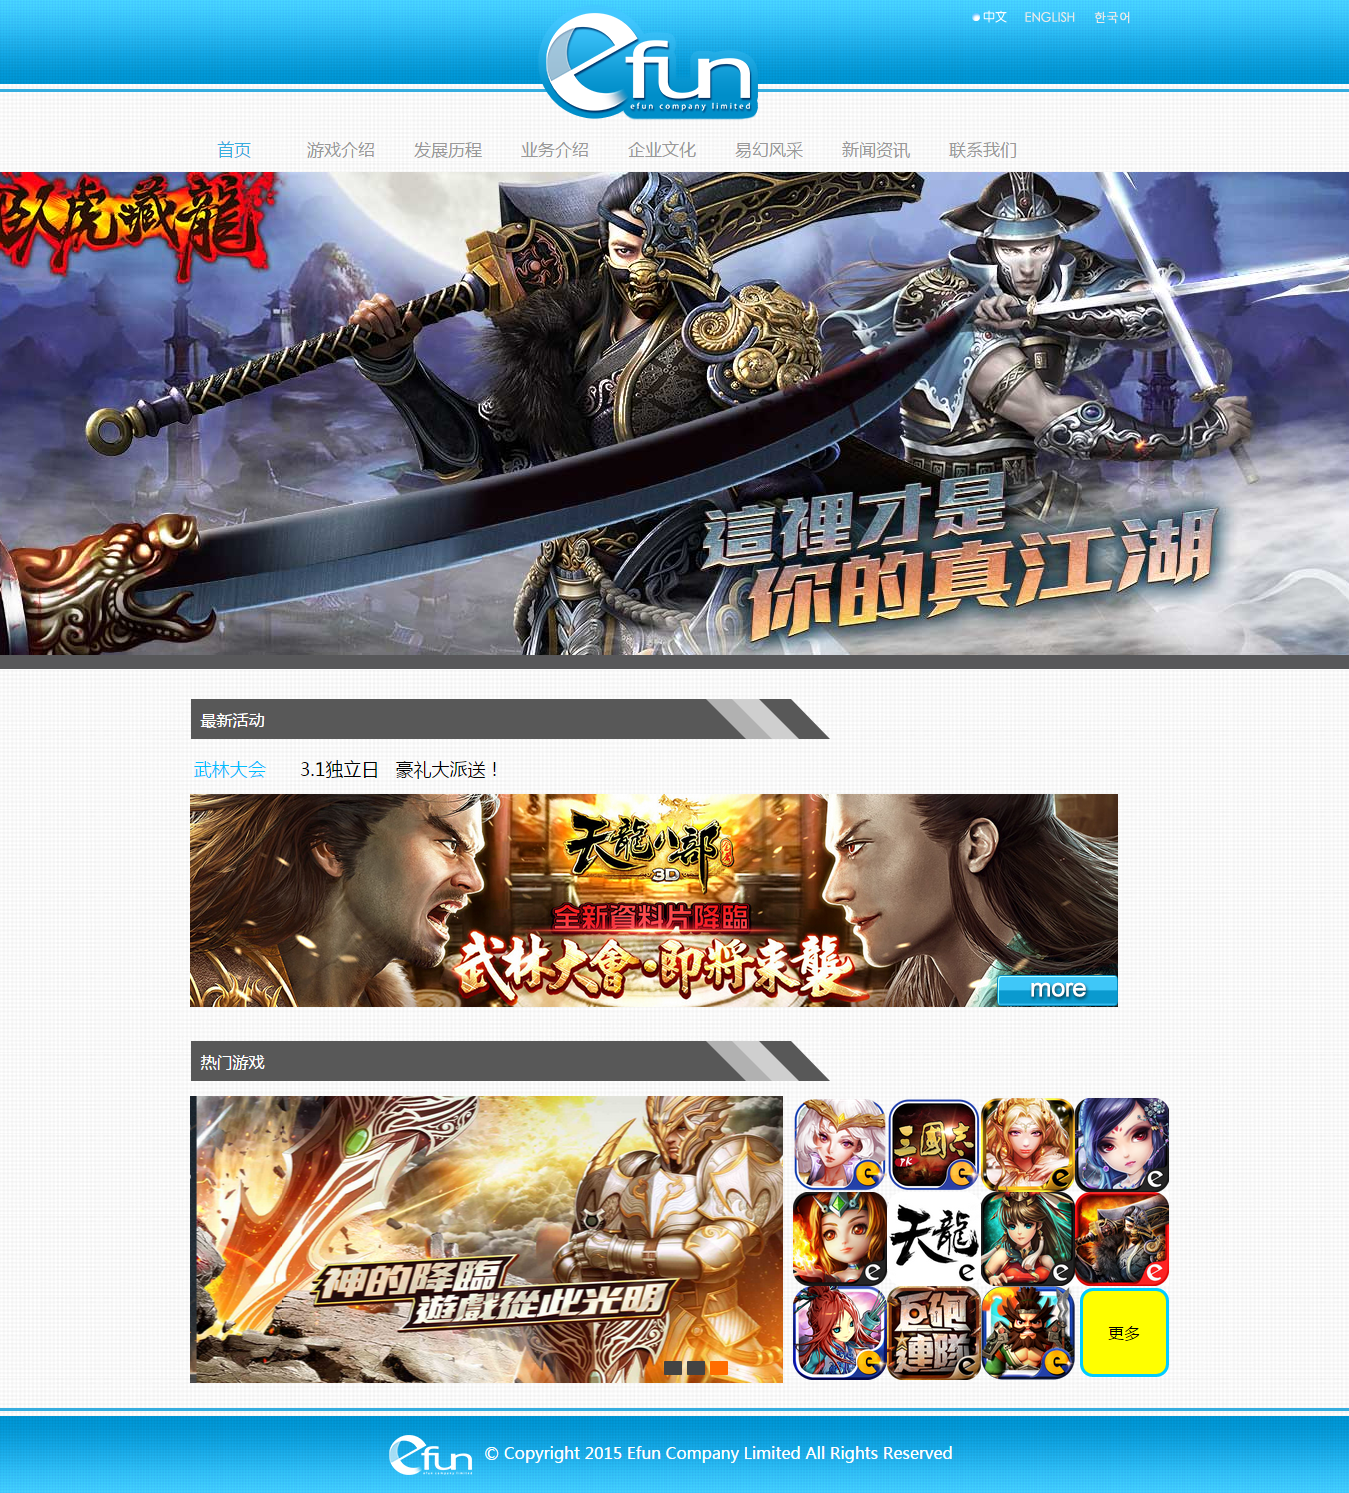 中文 ENGLISH 한국어
efun
efun company limited
首页 游戏介绍 发展历程 业务介绍 企业文化 易幻风采 新闻资讯 联系我们
臥虎藏龍
這裡才是
你的真江湖
最新活动
武林大会 3.1独立日 豪礼大派送！
天龍八部
3D
全新資料片降臨
武林大會·即將来襲
more
热门游戏
神的降臨
遊戲從此光明
三國志
PK
天龍
巨砲
連隊
更多
efun © Copyright 2015 Efun Company Limited All Rights Reserved